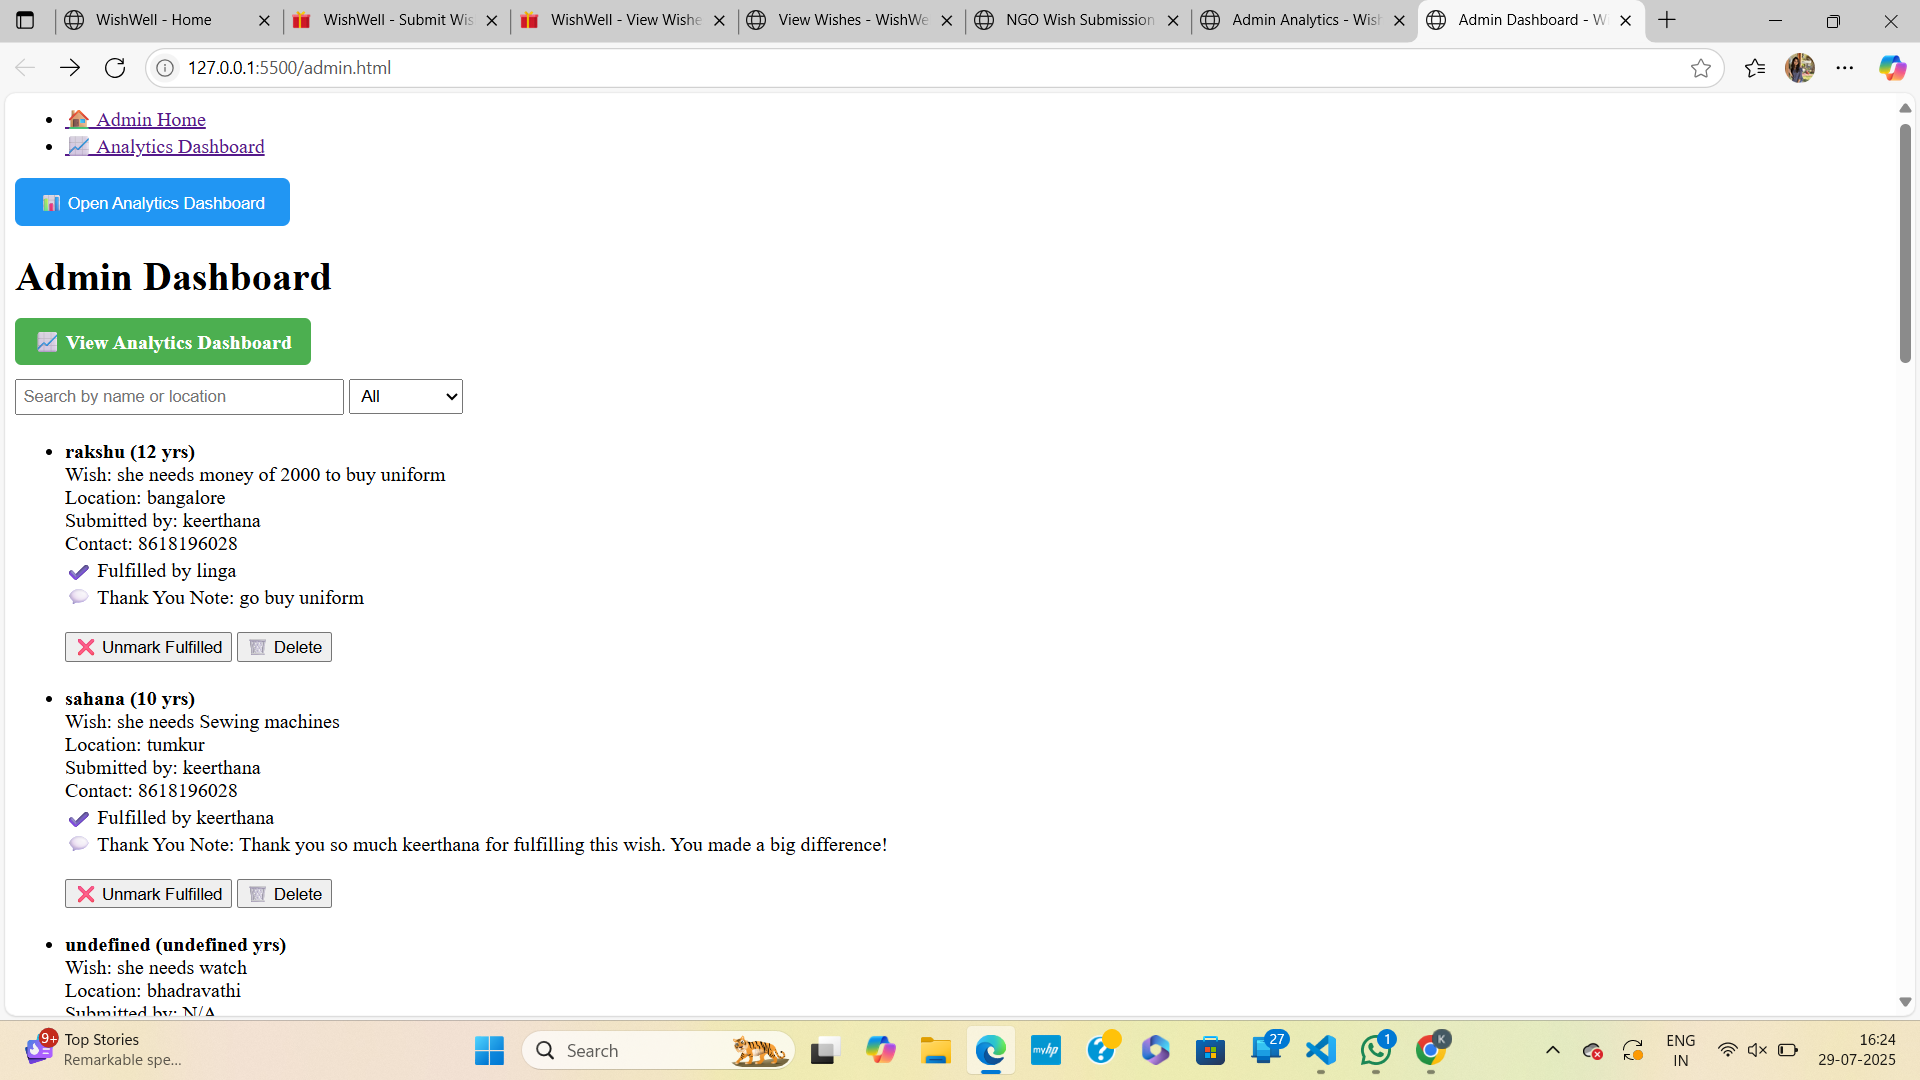 WishWell - Home
WishWell - Submit Wis
WishWell - View Wishe
View Wishes - WishWe
NGO Wish Submission
Admin Analytics - Wish
Admin Dashboard - W
127.0.0.1:5500/admin.html
Admin Home
Analytics Dashboard
Open Analytics Dashboard
Admin Dashboard
View Analytics Dashboard
Search by name or location
All
rakshu (12 yrs)
Wish: she needs money of 2000 to buy uniform
Location: bangalore
Submitted by: keerthana
Contact: 8618196028
Fulfilled by linga
Thank You Note: go buy uniform
Unmark Fulfilled
Delete
sahana (10 yrs)
Wish: she needs Sewing machines
Location: tumkur
Submitted by: keerthana
Contact: 8618196028
Fulfilled by keerthana
Thank You Note: Thank you so much keerthana for fulfilling this wish. You made a big difference!
Unmark Fulfilled
Delete
undefined (undefined yrs)
Wish: she needs watch
Location: bhadravathi
Submitted by: N/A
9+
Top Stories
Remarkable spe...
Search
myhp
27
1
K
ENG
IN
16:24
29-07-2025